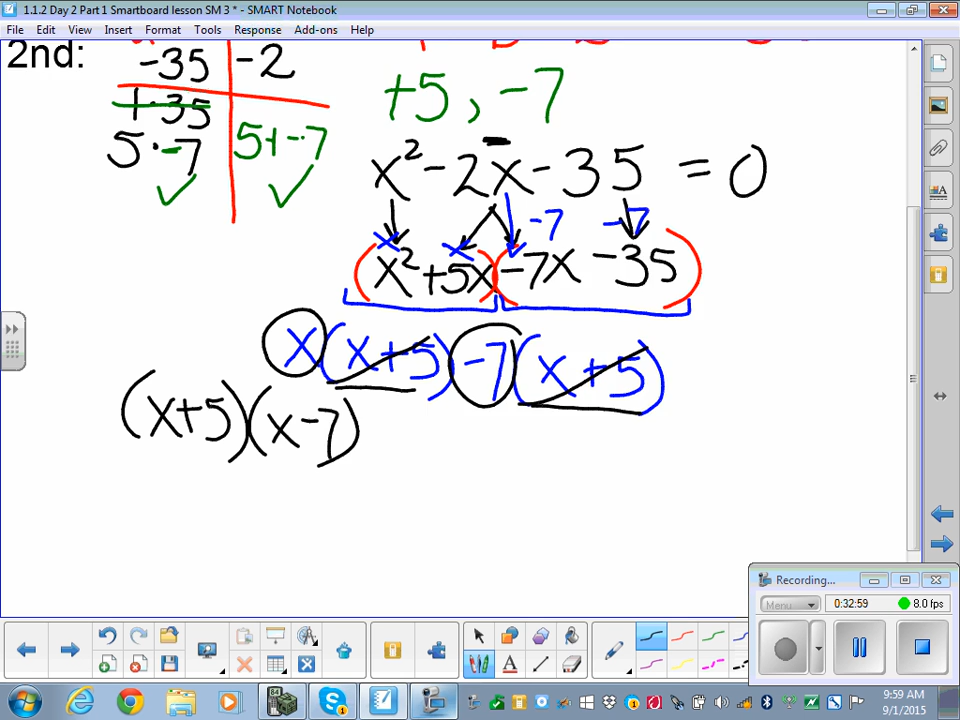 1.1.2 Day 2 Part 1 Smartboard lesson SM 3 * - SMART Notebook
File Edit View Insert Format Tools Response Add-ons Help
2nd:
-35 -2
1·35
5·-7 5+-7
+5, -7
x² - 2x - 35 = 0
-7 -7
x x
(x² + 5x)(-7x - 35)
x(x+5) -7(x+5)
(x+5)(x-7)
Recording...
Menu
0:32:59
8.0 fps
A
84
9:59 AM
9/1/2015